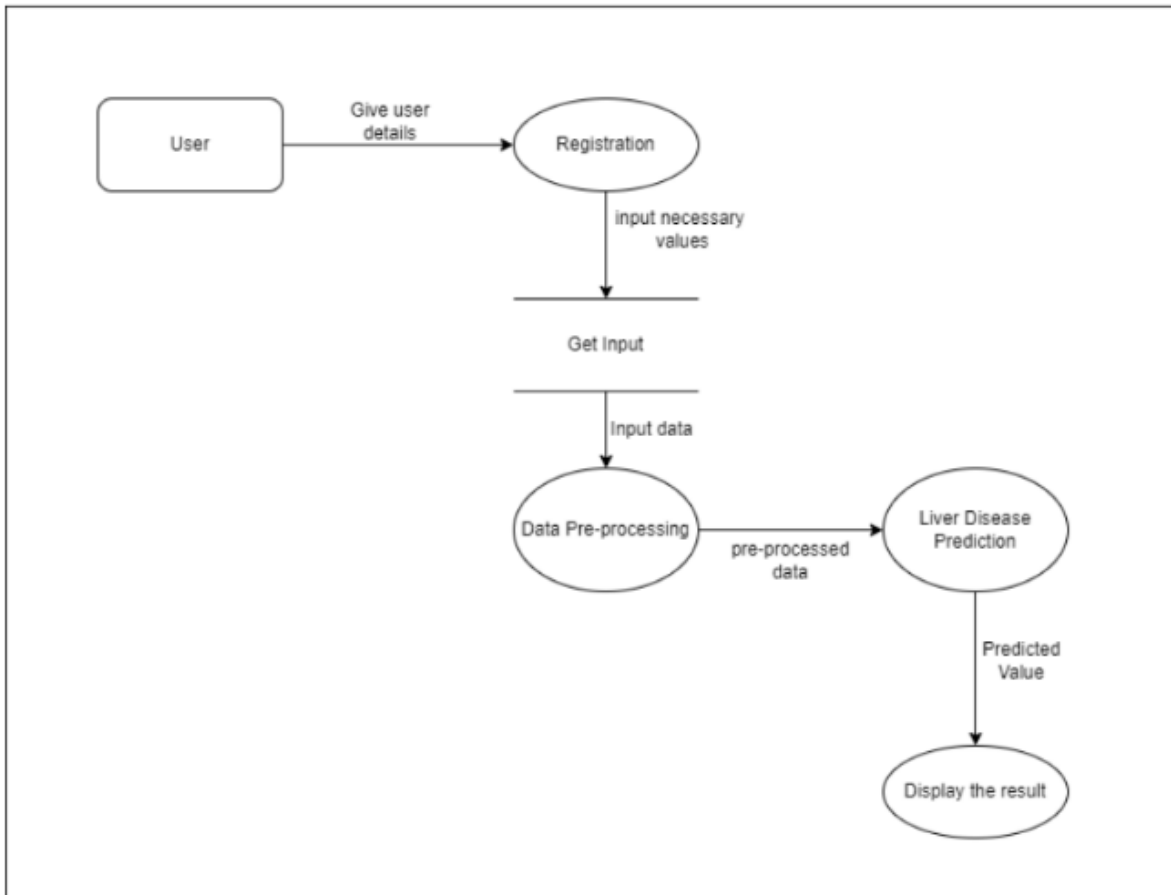 Give user
details
User
Registration
input necessary
values
Get Input
Input data
Data Pre-processing
pre-processed
data
Liver Disease
Prediction
Predicted
Value
Display the result